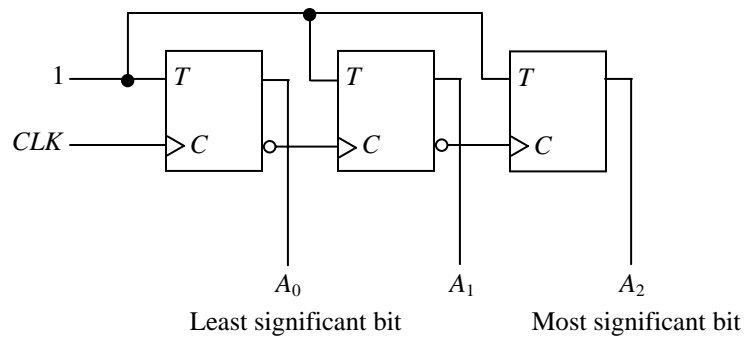 1 T T T
CLK C C C
A0 A1 A2
Least significant bit Most significant bit